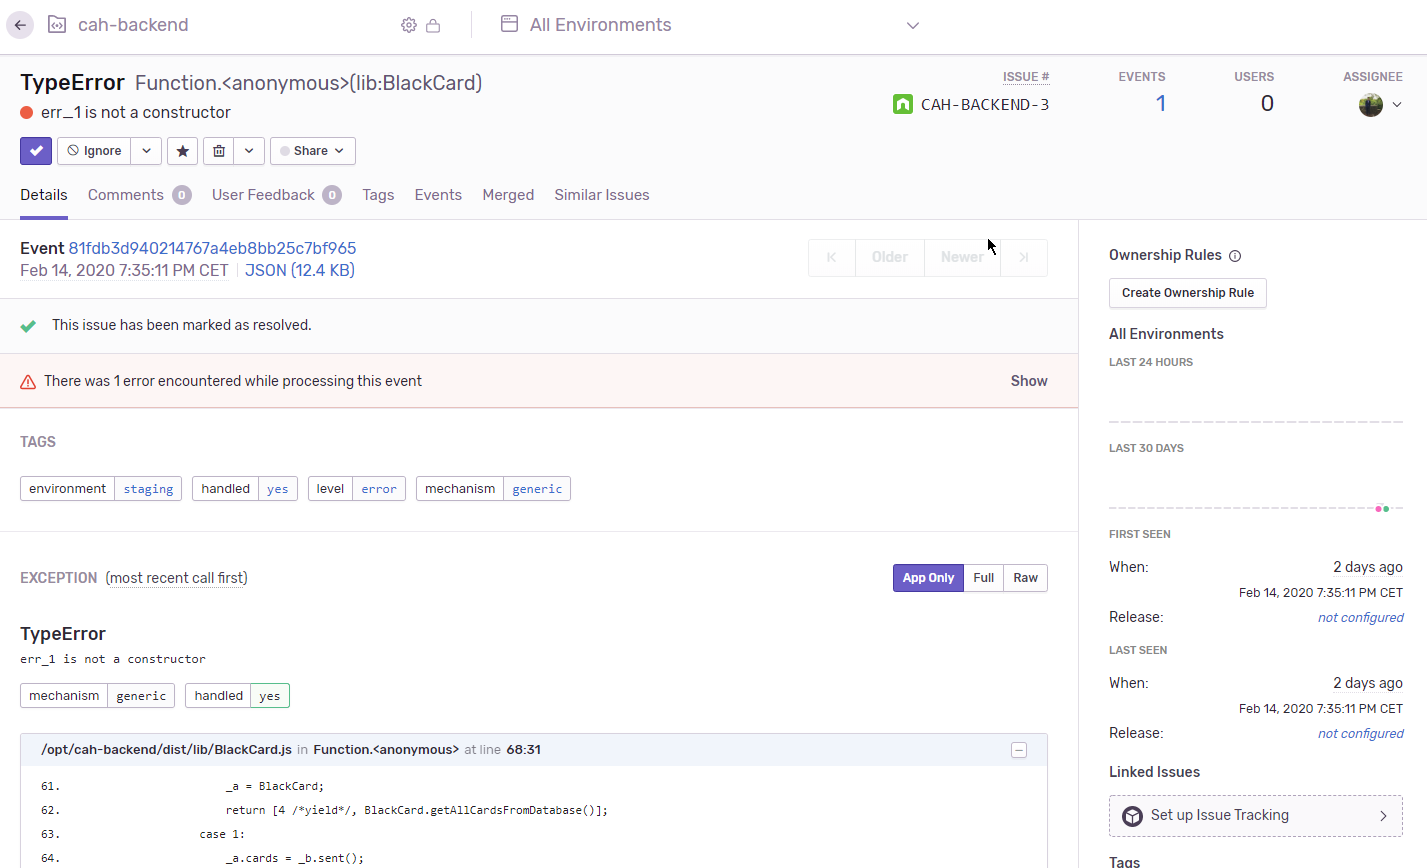 cah-backend
All Environments
TypeError Function.<anonymous>(lib:BlackCard)
err_1 is not a constructor
ISSUE # EVENTS USERS ASSIGNEE
CAH-BACKEND-3 1 0
Ignore Share
Details Comments 0 User Feedback 0 Tags Events Merged Similar Issues
Event 81fdb3d940214767a4eb8bb25c7bf965
Feb 14, 2020 7:35:11 PM CET JSON (12.4 KB)
Older Newer
This issue has been marked as resolved.
There was 1 error encountered while processing this event Show
TAGS
environment staging handled yes level error mechanism generic
EXCEPTION (most recent call first)
App Only Full Raw
TypeError
err_1 is not a constructor
mechanism generic handled yes
/opt/cah-backend/dist/lib/BlackCard.js in Function.<anonymous> at line 68:31
61. _a = BlackCard;
62. return [4 /*yield*/, BlackCard.getAllCardsFromDatabase()];
63. case 1:
64. _a.cards = _b.sent();
Ownership Rules
Create Ownership Rule
All Environments
LAST 24 HOURS
LAST 30 DAYS
FIRST SEEN
When: 2 days ago
Feb 14, 2020 7:35:11 PM CET
Release: not configured
LAST SEEN
When: 2 days ago
Feb 14, 2020 7:35:11 PM CET
Release: not configured
Linked Issues
Set up Issue Tracking
Tags